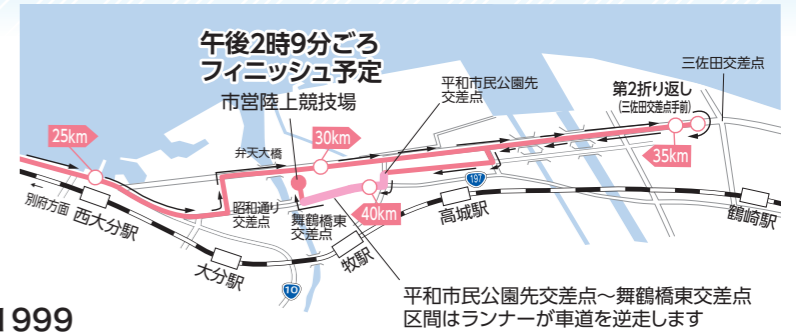 午後2時9分ごろ
フィニッシュ予定
市営陸上競技場
平和市民公園先
交差点
三佐田交差点
第2折り返し
(三佐田交差点手前)
25km
弁天大橋
30km
35km
197
別府方面
西大分駅
昭和通り
交差点
舞鶴橋東
交差点
40km
高城駅
鶴崎駅
大分駅
牧駅
10
平和市民公園先交差点～舞鶴橋東交差点
区間はランナーが車道を逆走します
1999